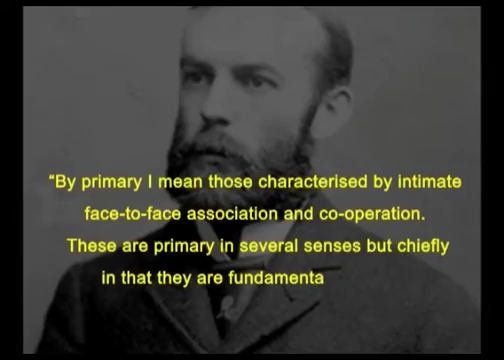 “By primary I mean those characterised by intimate
face-to-face association and co-operation.
These are primary in several senses but chiefly
in that they are fundamenta